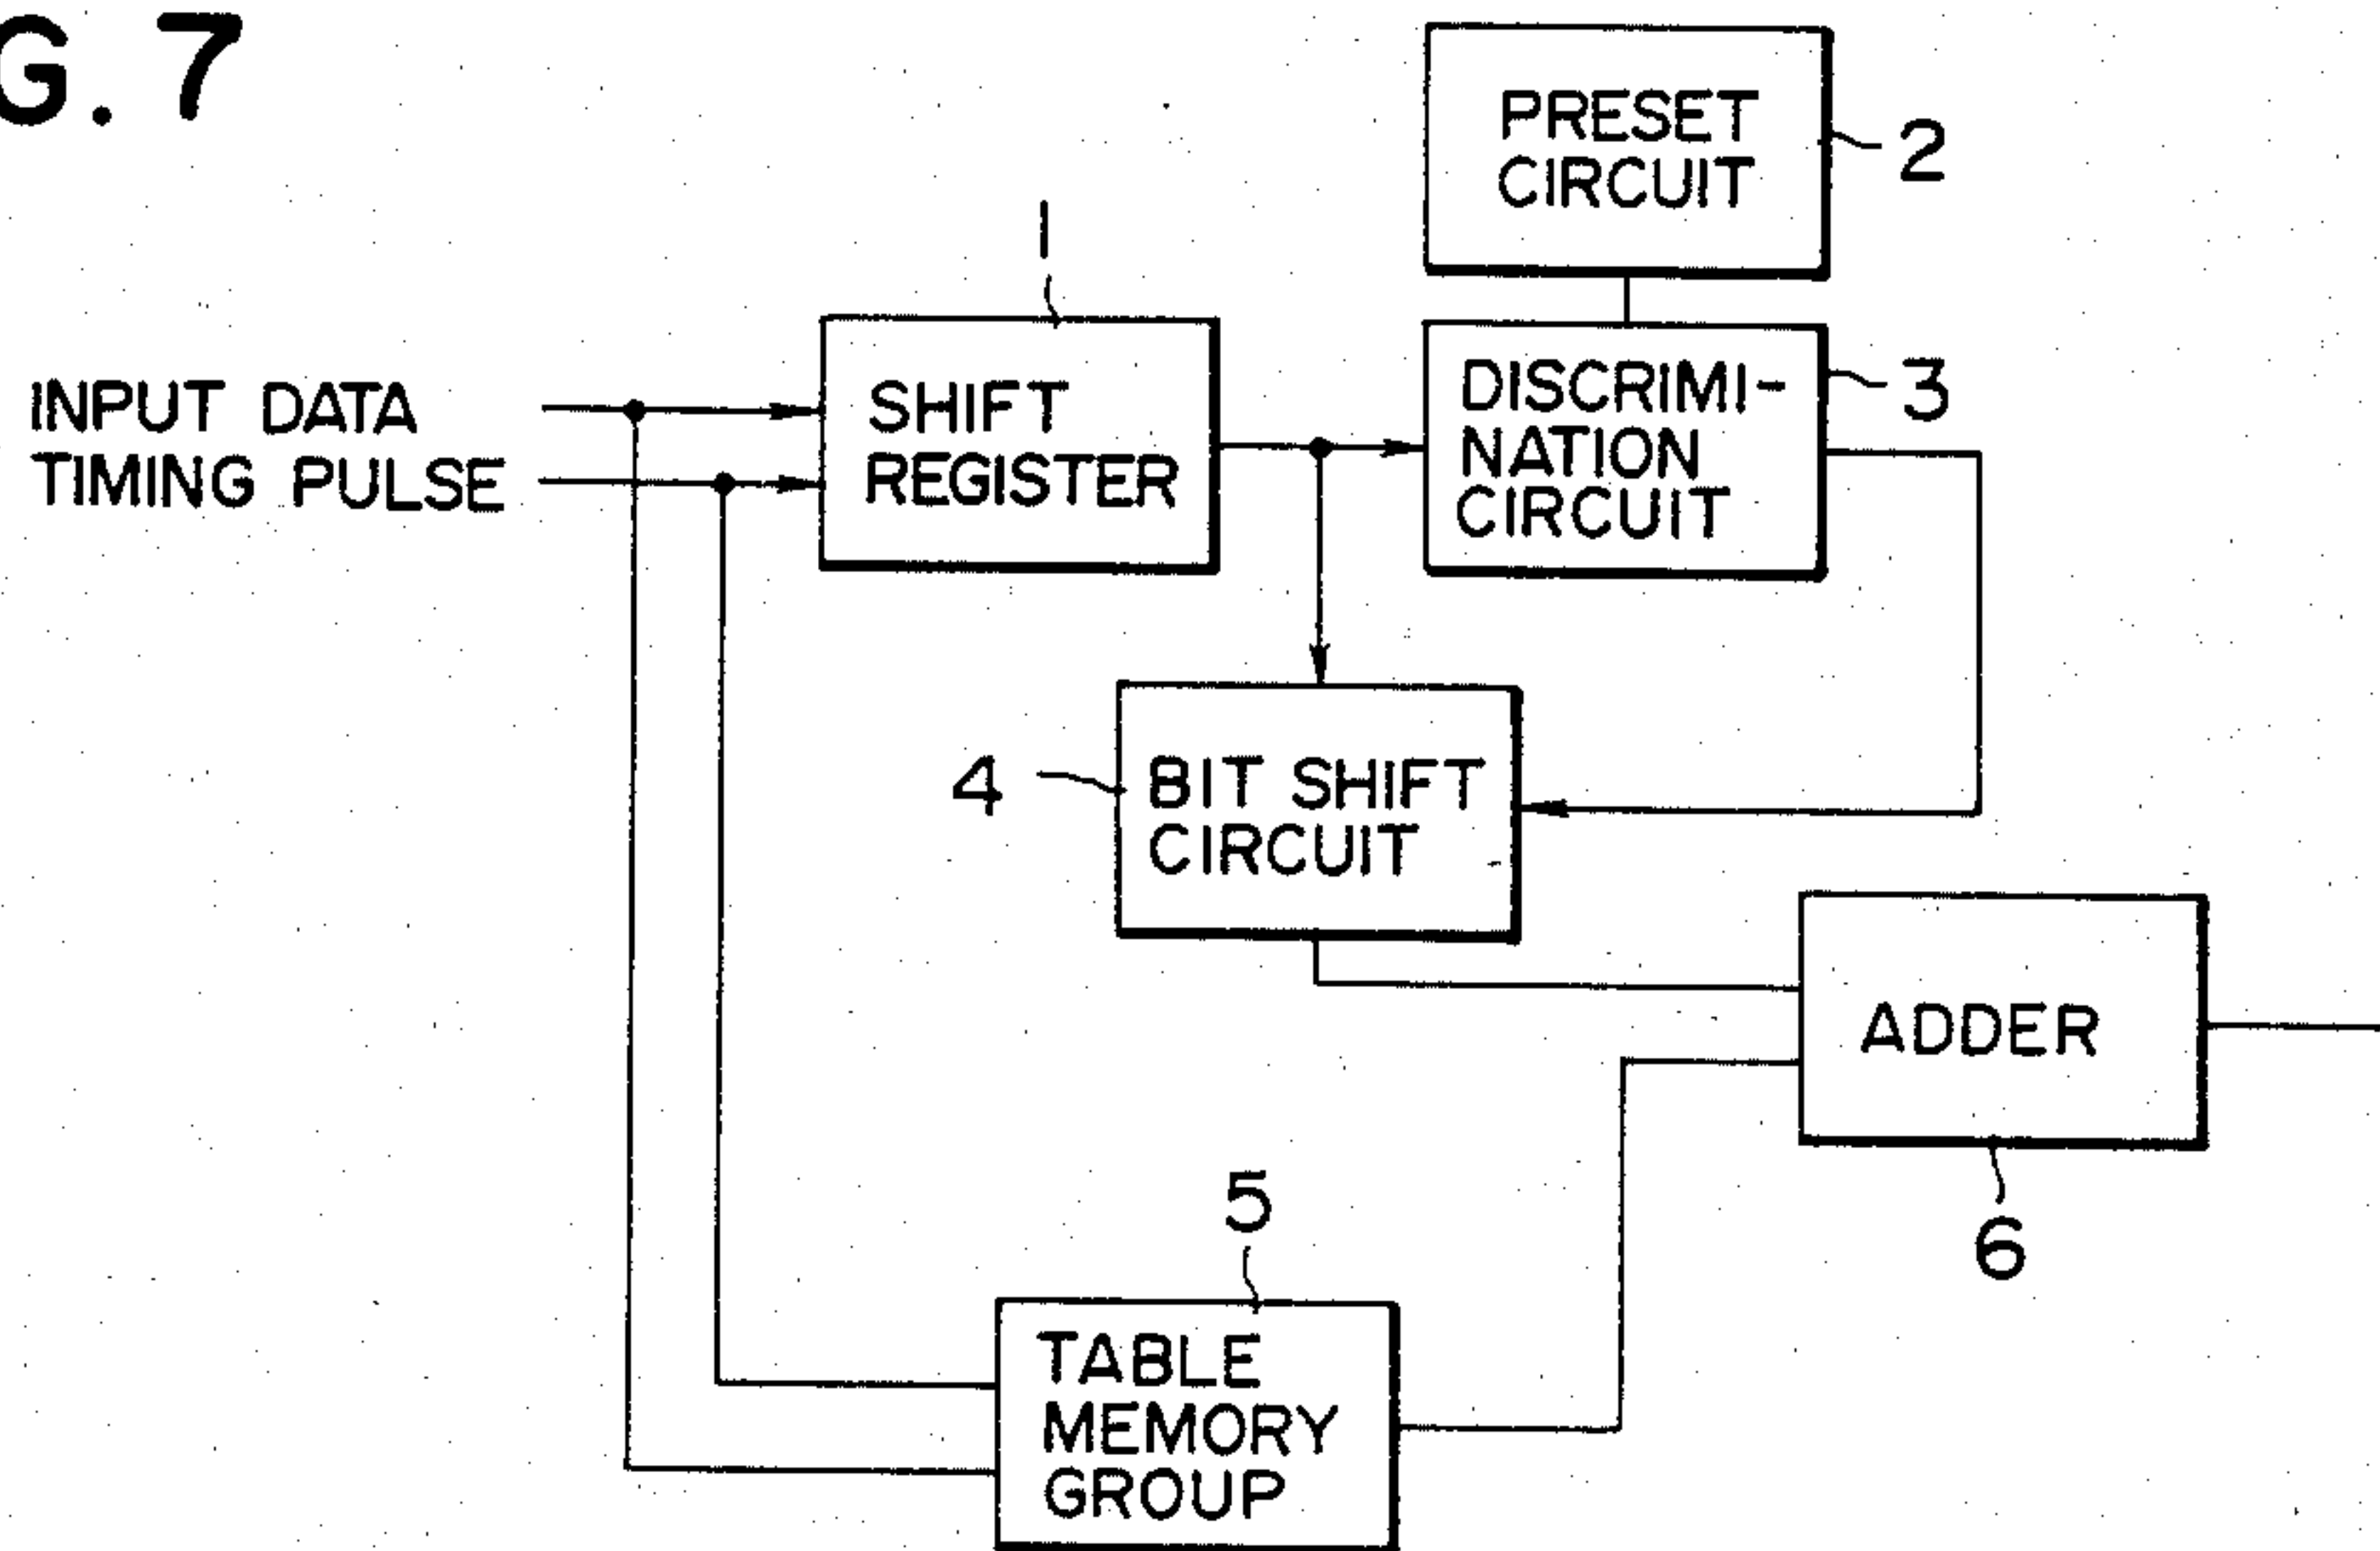 G. 7
PRESET
CIRCUIT
2
1
INPUT DATA
TIMING PULSE
SHIFT
REGISTER
DISCRIMI-
NATION
CIRCUIT
3
4
BIT SHIFT
CIRCUIT
ADDER
6
5
TABLE
MEMORY
GROUP